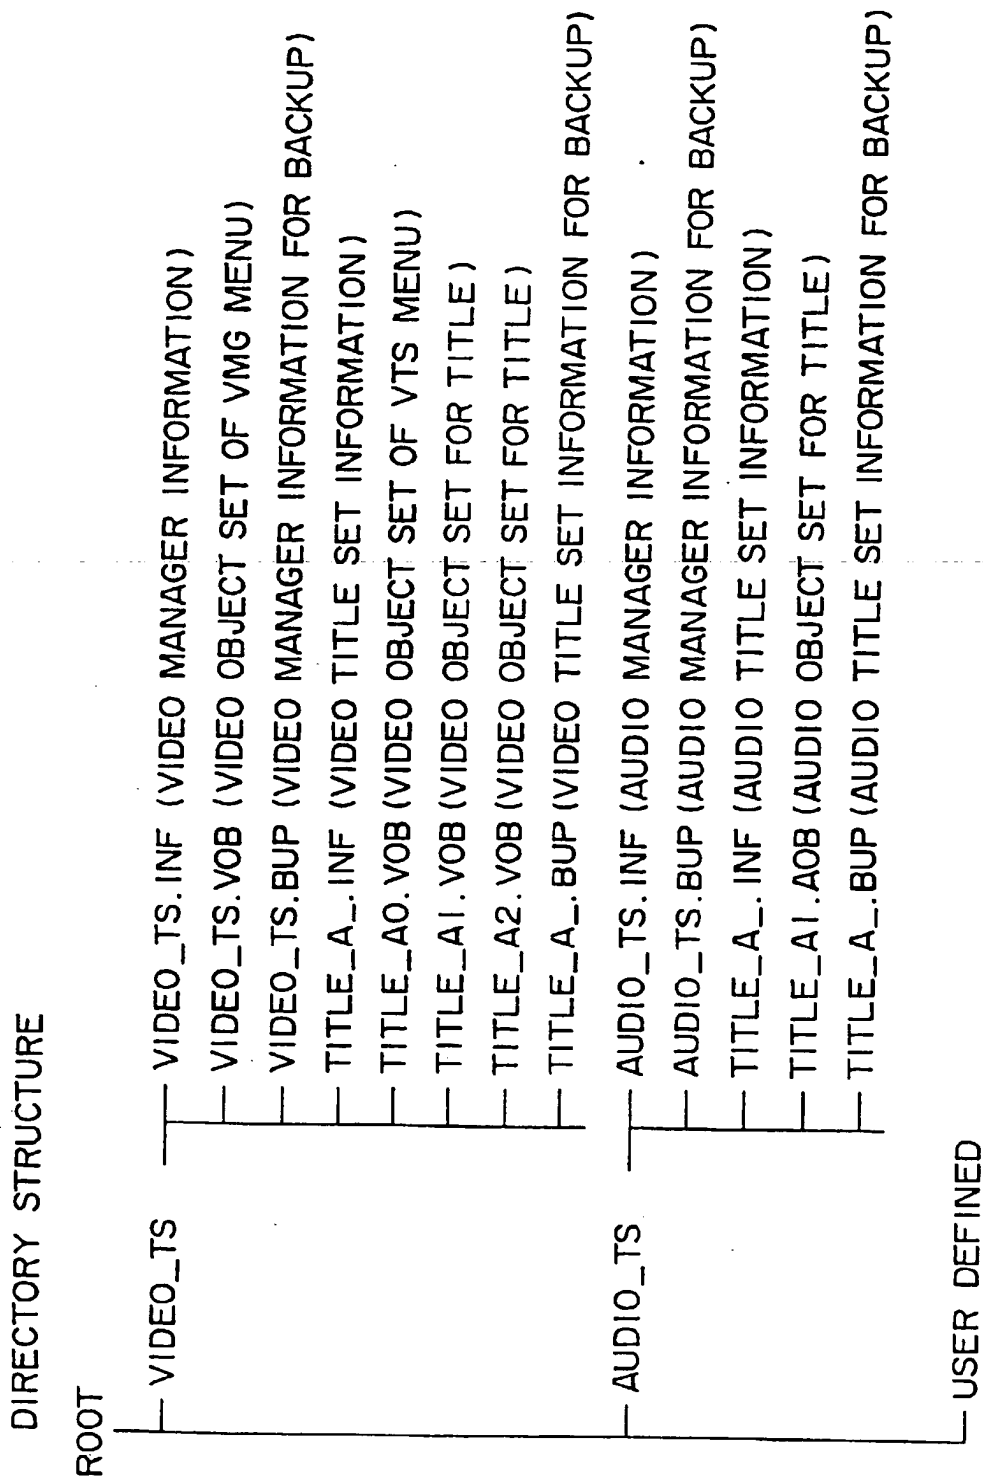 DIRECTORY STRUCTURE
ROOT
VIDEO_TS
VIDEO_TS.INF (VIDEO MANAGER INFORMATION)
VIDEO_TS.VOB (VIDEO OBJECT SET OF VMG MENU)
VIDEO_TS.BUP (VIDEO MANAGER INFORMATION FOR BACKUP)
TITLE_A_.INF (VIDEO TITLE SET INFORMATION)
TITLE_A0.VOB (VIDEO OBJECT SET OF VTS MENU)
TITLE_A1.VOB (VIDEO OBJECT SET FOR TITLE)
TITLE_A2.VOB (VIDEO OBJECT SET FOR TITLE)
TITLE_A_.BUP (VIDEO TITLE SET INFORMATION FOR BACKUP)
AUDIO_TS
AUDIO_TS.INF (AUDIO MANAGER INFORMATION)
AUDIO_TS.BUP (AUDIO MANAGER INFORMATION FOR BACKUP)
TITLE_A_.INF (AUDIO TITLE SET INFORMATION)
TITLE_A1.AOB (AUDIO OBJECT SET FOR TITLE)
TITLE_A_.BUP (AUDIO TITLE SET INFORMATION FOR BACKUP)
USER DEFINED